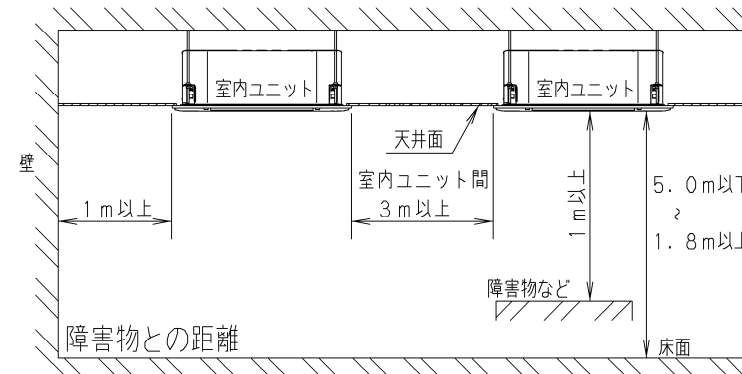 室内ユニット
室内ユニット
天井面
壁
室内ユニット間
1m以上
3m以上
1m以上
5.0m以下
~
1.8m以上
障害物など
障害物との距離
床面